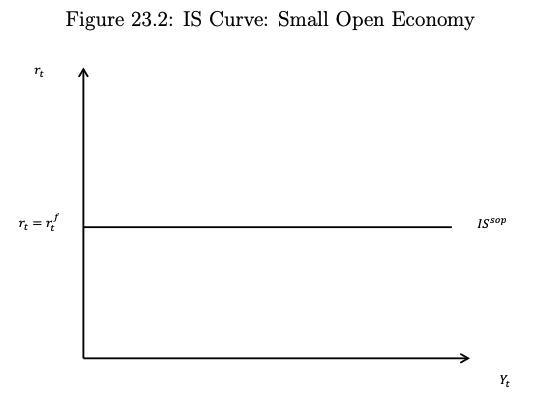 Figure 23.2: IS Curve: Small Open Economy
r_t
r_t = r_t^f
IS^sop
Y_t